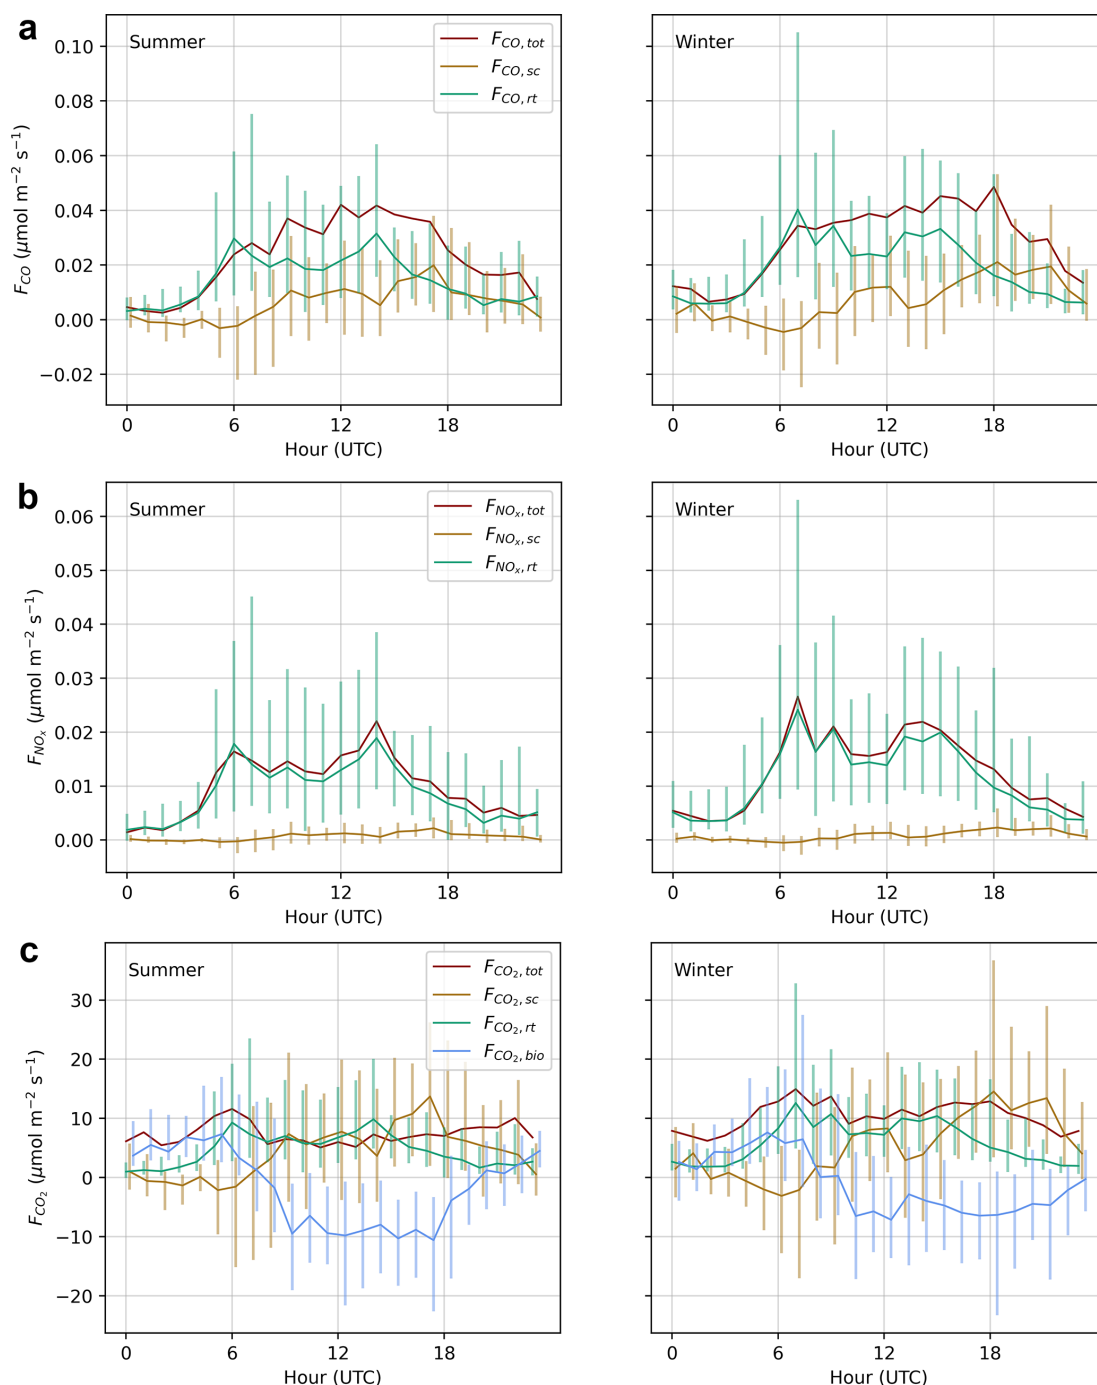 a
Summer
F_CO,tot
F_CO,sc
F_CO,rt
Winter
0.10
0.08
0.06
0.04
0.02
0.00
−0.02
F_CO (μmol m⁻² s⁻¹)
0 6 12 18
Hour (UTC)
0 6 12 18
Hour (UTC)
b
Summer
F_NOx,tot
F_NOx,sc
F_NOx,rt
Winter
0.06
0.05
0.04
0.03
0.02
0.01
0.00
F_NOx (μmol m⁻² s⁻¹)
0 6 12 18
Hour (UTC)
0 6 12 18
Hour (UTC)
c
Summer
F_CO₂,tot
F_CO₂,sc
F_CO₂,rt
F_CO₂,bio
Winter
30
20
10
0
−10
−20
F_CO₂ (μmol m⁻² s⁻¹)
0 6 12 18
Hour (UTC)
0 6 12 18
Hour (UTC)